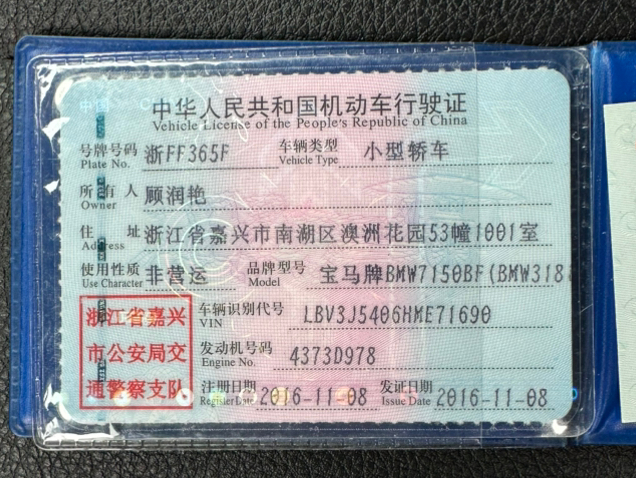 中华人民共和国机动车行驶证
Vehicle License of the People's Republic of China
号牌号码 浙FF365F 车辆类型 小型轿车
Plate No. Vehicle Type
所有人 顾润艳
Owner
住址 浙江省嘉兴市南湖区澳洲花园53幢1001室
Address
使用性质 非营运 品牌型号 宝马牌BMW7150BF(BMW318
Use Character Model
浙江省嘉兴
市公安局交
通警察支队
车辆识别代号 LBV3J5406HME71690
VIN
发动机号码 4373D978
Engine No.
注册日期 2016-11-08 发证日期 2016-11-08
Register Date Issue Date